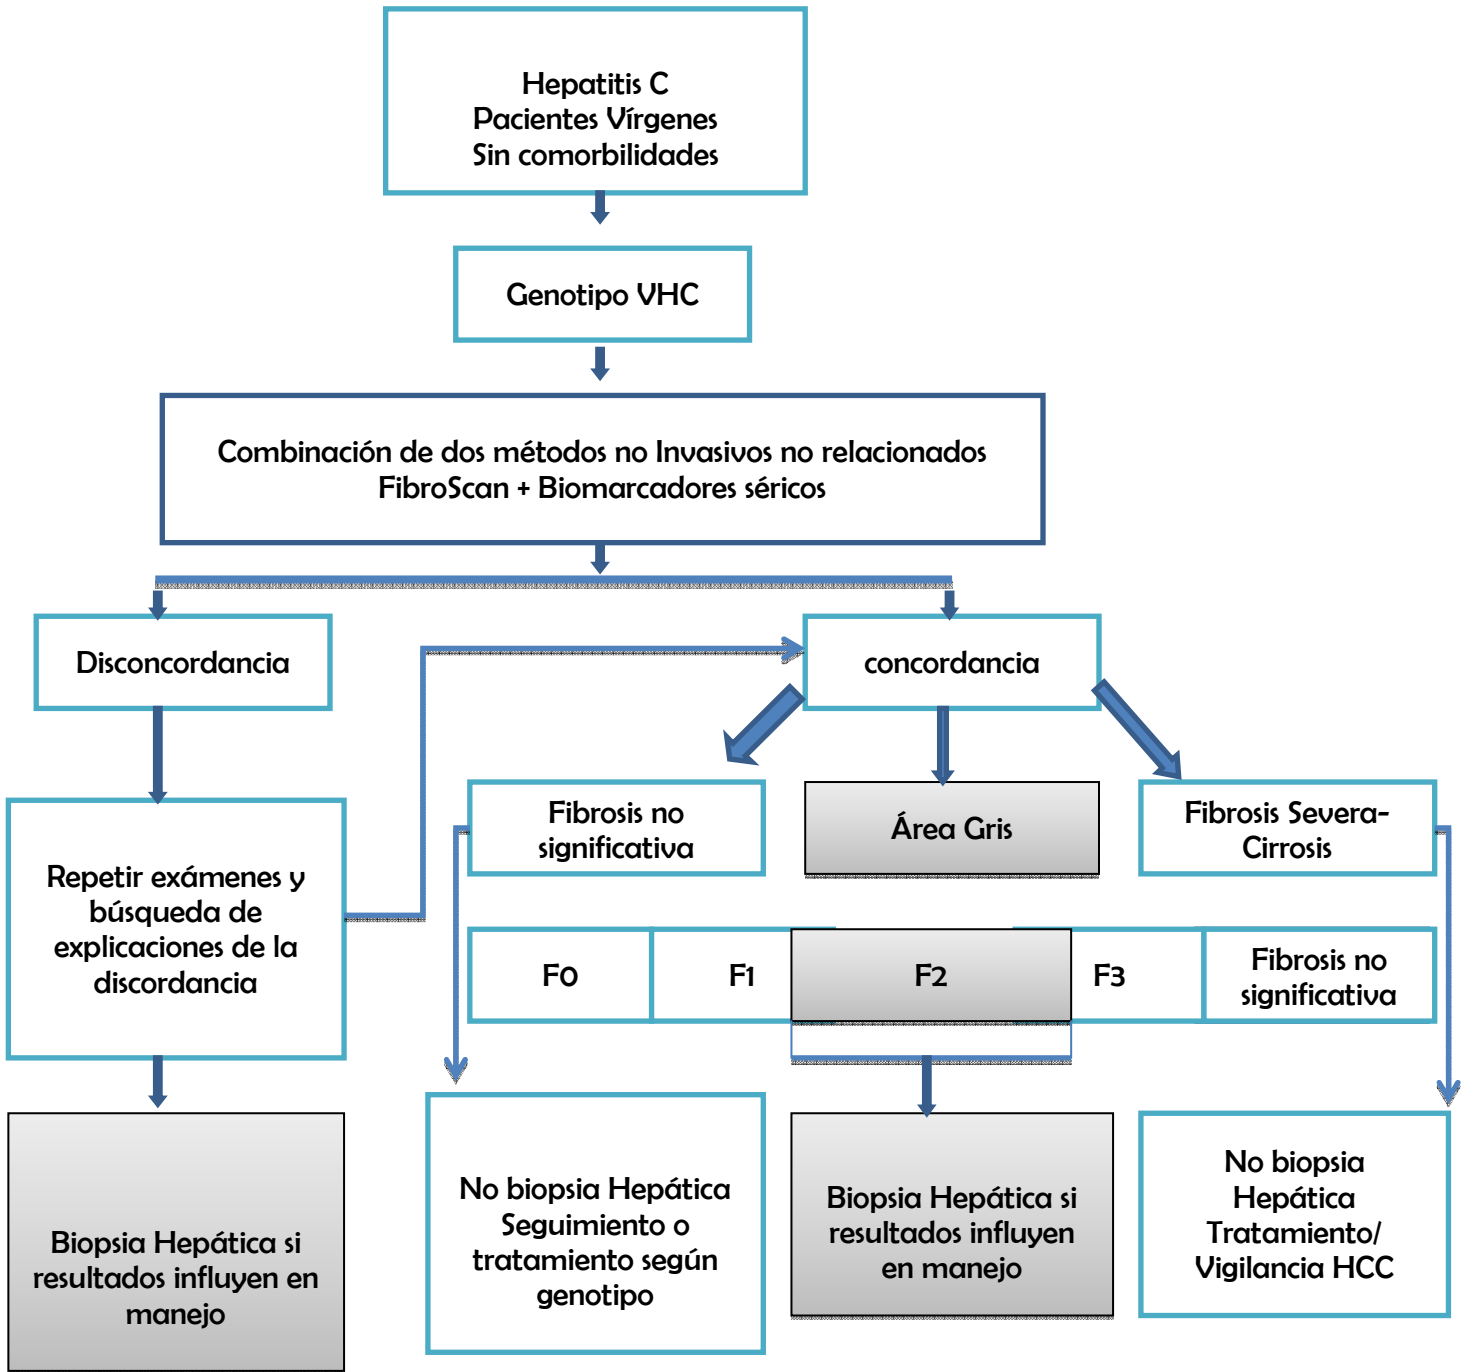 Hepatitis C
Pacientes Vírgenes
Sin comorbilidades
Genotipo VHC
Combinación de dos métodos no Invasivos no relacionados
FibroScan + Biomarcadores séricos
Disconcordancia
concordancia
Repetir exámenes y
búsqueda de
explicaciones de la
discordancia
Fibrosis no
significativa
Área Gris
Fibrosis Severa-
Cirrosis
F0
F1
F2
F3
Fibrosis no
significativa
Biopsia Hepática si
resultados influyen en
manejo
No biopsia Hepática
Seguimiento o
tratamiento según
genotipo
Biopsia Hepática si
resultados influyen
en manejo
No biopsia
Hepática
Tratamiento/
Vigilancia HCC